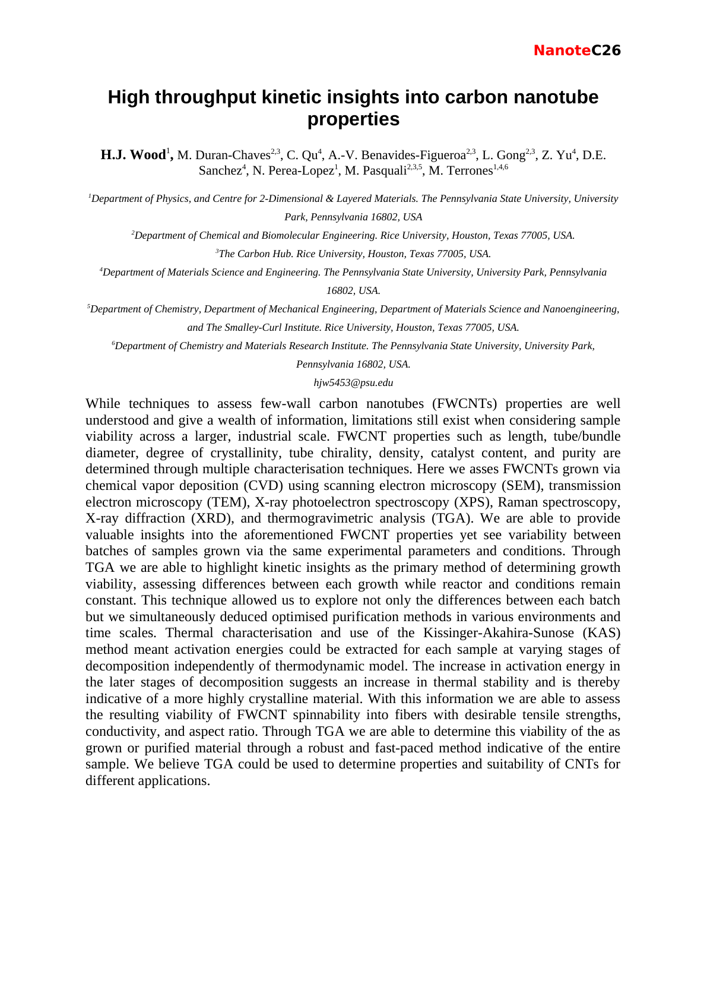 NanoteC26
High throughput kinetic insights into carbon nanotube
properties
H.J. Wood1, M. Duran-Chaves2,3, C. Qu4, A.-V. Benavides-Figueroa2,3, L. Gong2,3, Z. Yu4, D.E.
Sanchez4, N. Perea-Lopez1, M. Pasquali2,3,5, M. Terrones1,4,6
1Department of Physics, and Centre for 2-Dimensional & Layered Materials. The Pennsylvania State University, University
Park, Pennsylvania 16802, USA
2Department of Chemical and Biomolecular Engineering. Rice University, Houston, Texas 77005, USA.
3The Carbon Hub. Rice University, Houston, Texas 77005, USA.
4Department of Materials Science and Engineering. The Pennsylvania State University, University Park, Pennsylvania
16802, USA.
5Department of Chemistry, Department of Mechanical Engineering, Department of Materials Science and Nanoengineering,
and The Smalley-Curl Institute. Rice University, Houston, Texas 77005, USA.
6Department of Chemistry and Materials Research Institute. The Pennsylvania State University, University Park,
Pennsylvania 16802, USA.
hjw5453@psu.edu
While techniques to assess few-wall carbon nanotubes (FWCNTs) properties are well
understood and give a wealth of information, limitations still exist when considering sample
viability across a larger, industrial scale. FWCNT properties such as length, tube/bundle
diameter, degree of crystallinity, tube chirality, density, catalyst content, and purity are
determined through multiple characterisation techniques. Here we asses FWCNTs grown via
chemical vapor deposition (CVD) using scanning electron microscopy (SEM), transmission
electron microscopy (TEM), X-ray photoelectron spectroscopy (XPS), Raman spectroscopy,
X-ray diffraction (XRD), and thermogravimetric analysis (TGA). We are able to provide
valuable insights into the aforementioned FWCNT properties yet see variability between
batches of samples grown via the same experimental parameters and conditions. Through
TGA we are able to highlight kinetic insights as the primary method of determining growth
viability, assessing differences between each growth while reactor and conditions remain
constant. This technique allowed us to explore not only the differences between each batch
but we simultaneously deduced optimised purification methods in various environments and
time scales. Thermal characterisation and use of the Kissinger-Akahira-Sunose (KAS)
method meant activation energies could be extracted for each sample at varying stages of
decomposition independently of thermodynamic model. The increase in activation energy in
the later stages of decomposition suggests an increase in thermal stability and is thereby
indicative of a more highly crystalline material. With this information we are able to assess
the resulting viability of FWCNT spinnability into fibers with desirable tensile strengths,
conductivity, and aspect ratio. Through TGA we are able to determine this viability of the as
grown or purified material through a robust and fast-paced method indicative of the entire
sample. We believe TGA could be used to determine properties and suitability of CNTs for
different applications.